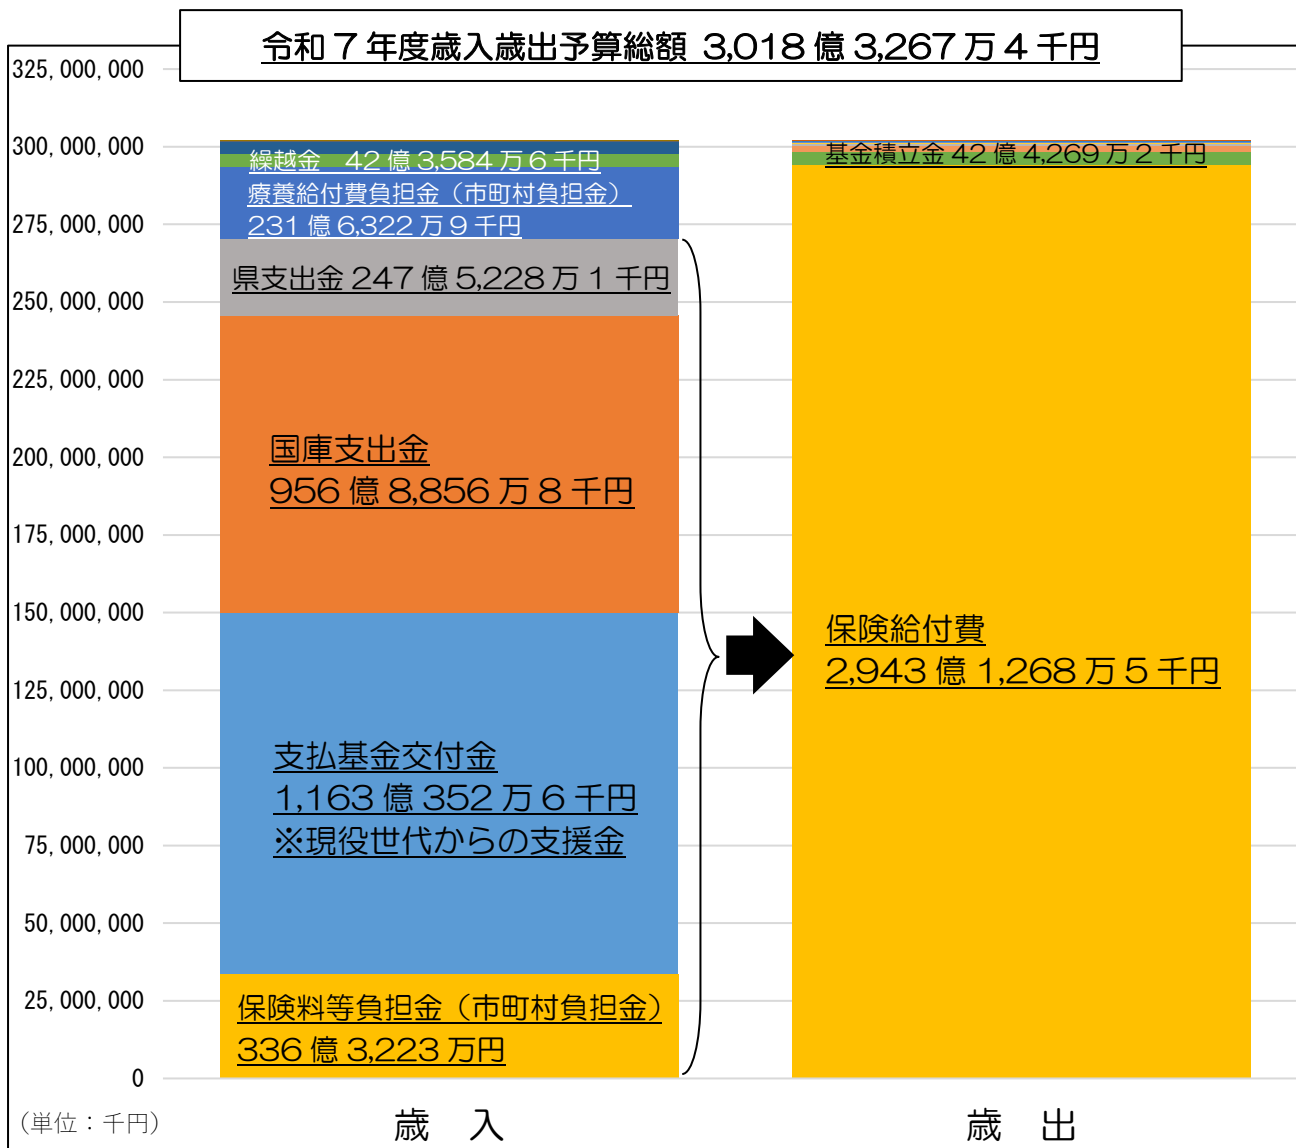 令和７年度歳入歳出予算総額 3,018 億 3,267 万４千円
325,000,000
300,000,000
275,000,000
250,000,000
225,000,000
200,000,000
175,000,000
150,000,000
125,000,000
100,000,000
75,000,000
50,000,000
25,000,000
0
(単位：千円)
繰越金　42 億 3,584 万６千円
療養給付費負担金（市町村負担金）
231 億 6,322 万９千円
県支出金 247 億 5,228 万１千円
国庫支出金
956 億 8,856 万８千円
支払基金交付金
1,163 億 352 万６千円
※現役世代からの支援金
保険料等負担金（市町村負担金）
336 億 3,223 万円
歳　入
基金積立金 42 億 4,269 万２千円
保険給付費
2,943 億 1,268 万５千円
歳　出